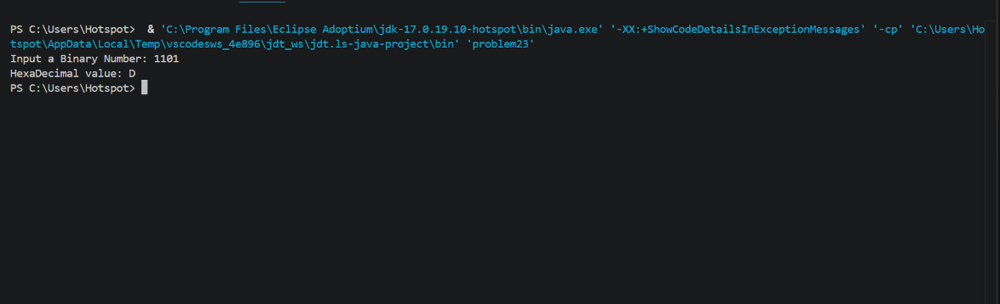 PS C:\Users\Hotspot>  & 'C:\Program Files\Eclipse Adoptium\jdk-17.0.19.10-hotspot\bin\java.exe' '-XX:+ShowCodeDetailsInExceptionMessages' '-cp' 'C:\Users\Ho
tspot\AppData\Local\Temp\vscodesws_4e896\jdt_ws\jdt.ls-java-project\bin' 'problem23'
Input a Binary Number: 1101
HexaDecimal value: D
PS C:\Users\Hotspot>